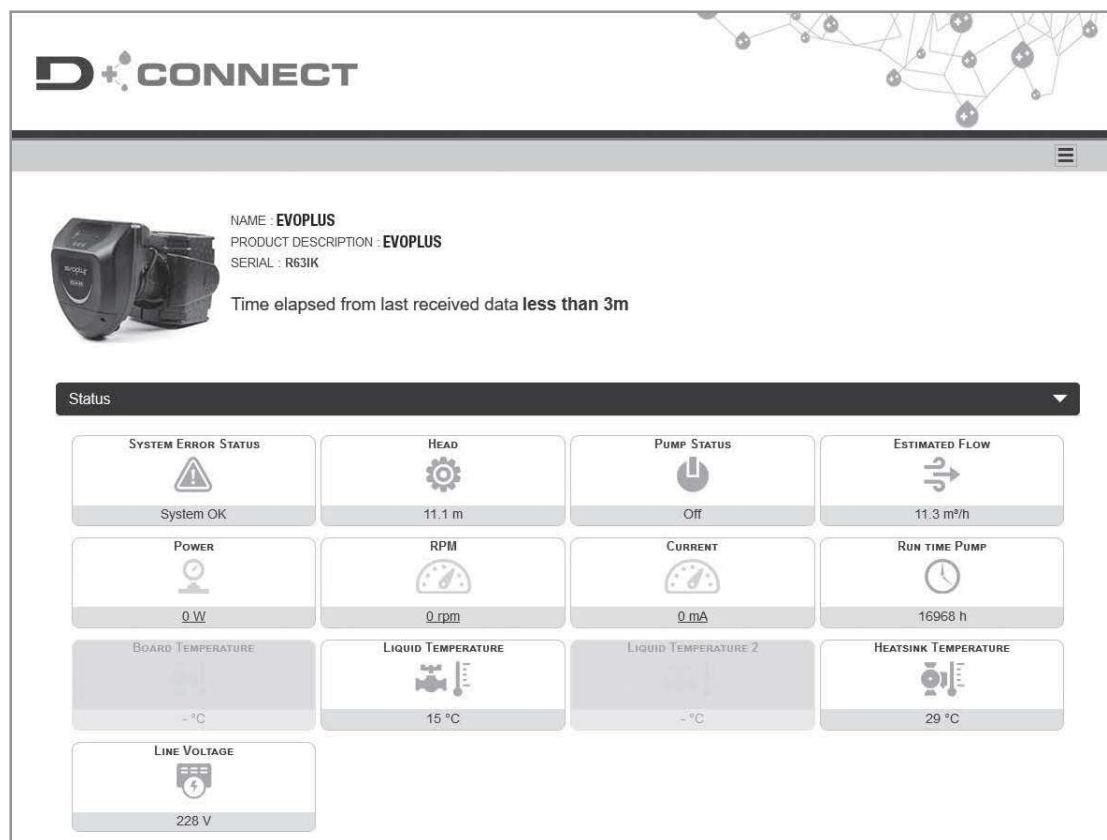 D+CONNECT
NAME : EVOPLUS
PRODUCT DESCRIPTION : EVOPLUS
SERIAL : R63IK
Time elapsed from last received data less than 3m
Status
SYSTEM ERROR STATUS
System OK
HEAD
11.1 m
PUMP STATUS
Off
ESTIMATED FLOW
11.3 m³/h
POWER
0 W
RPM
0 rpm
CURRENT
0 mA
RUN TIME PUMP
16968 h
BOARD TEMPERATURE
- °C
LIQUID TEMPERATURE
15 °C
LIQUID TEMPERATURE 2
- °C
HEATSINK TEMPERATURE
29 °C
LINE VOLTAGE
228 V